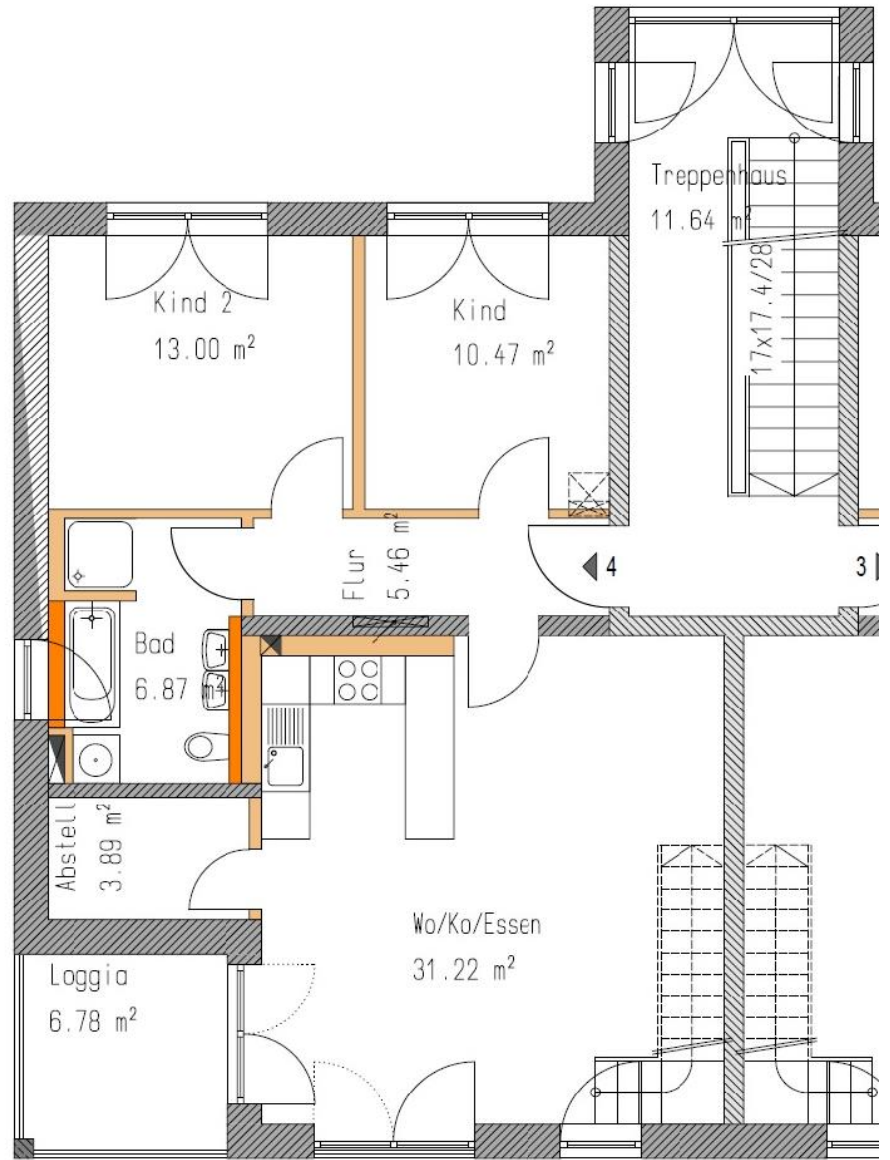 Treppenhaus
11.64 m²
17x17.4/28
Kind 2
13.00 m²
Kind
10.47 m²
Flur
5.46 m²
4
3
Bad
6.87 m²
Abstell
3.89 m²
Wo/Ko/Essen
31.22 m²
Loggia
6.78 m²